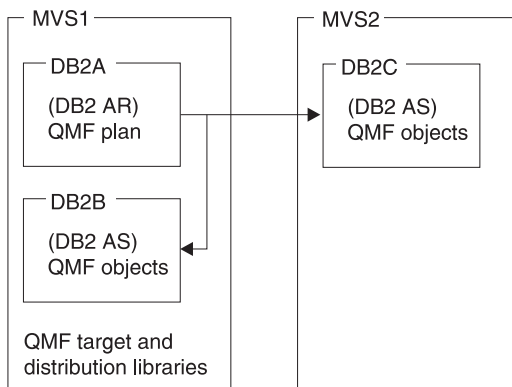 MVS1
DB2A
(DB2 AR)
QMF plan
DB2B
(DB2 AS)
QMF objects
QMF target and
distribution libraries
MVS2
DB2C
(DB2 AS)
QMF objects